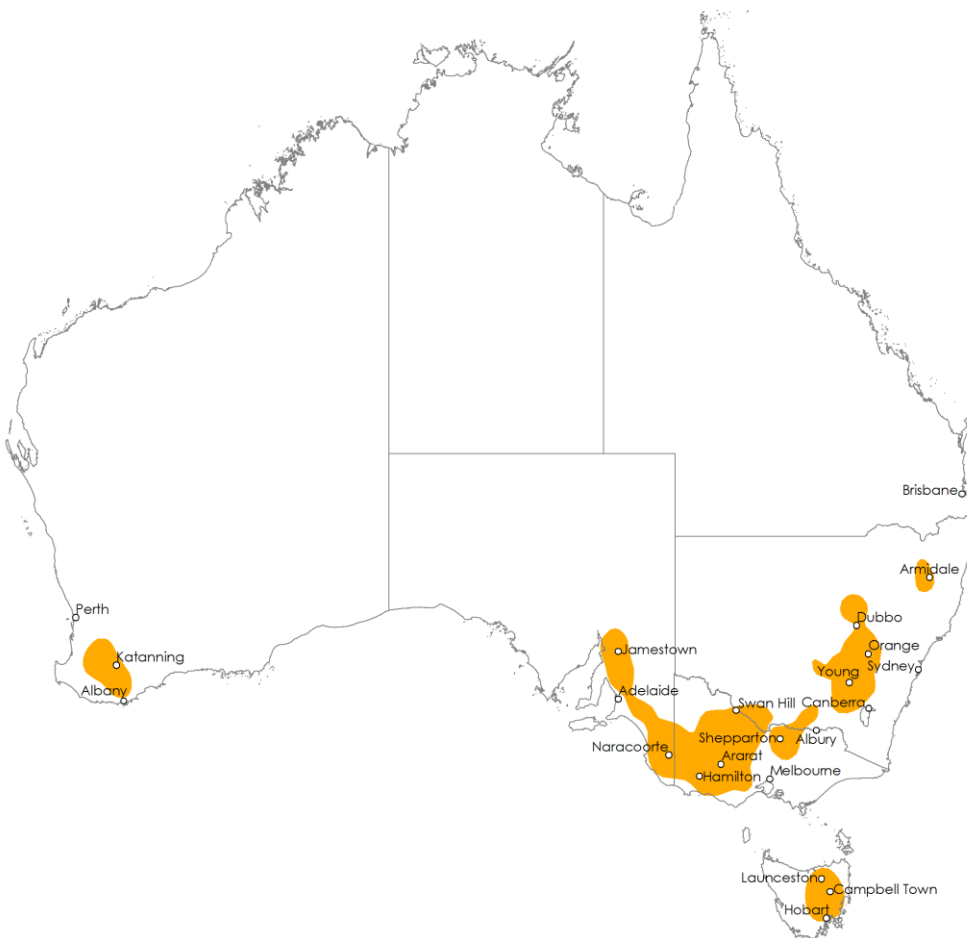 Brisbane
Armidale
Perth
Dubbo
Orange
Katanning
Jamestown
Sydney
Young
Albany
Adelaide
Swan Hill
Canberra
Shepparton
Albury
Naracoorte
Ararat
Melbourne
Hamilton
Launceston
Campbell Town
Hobart